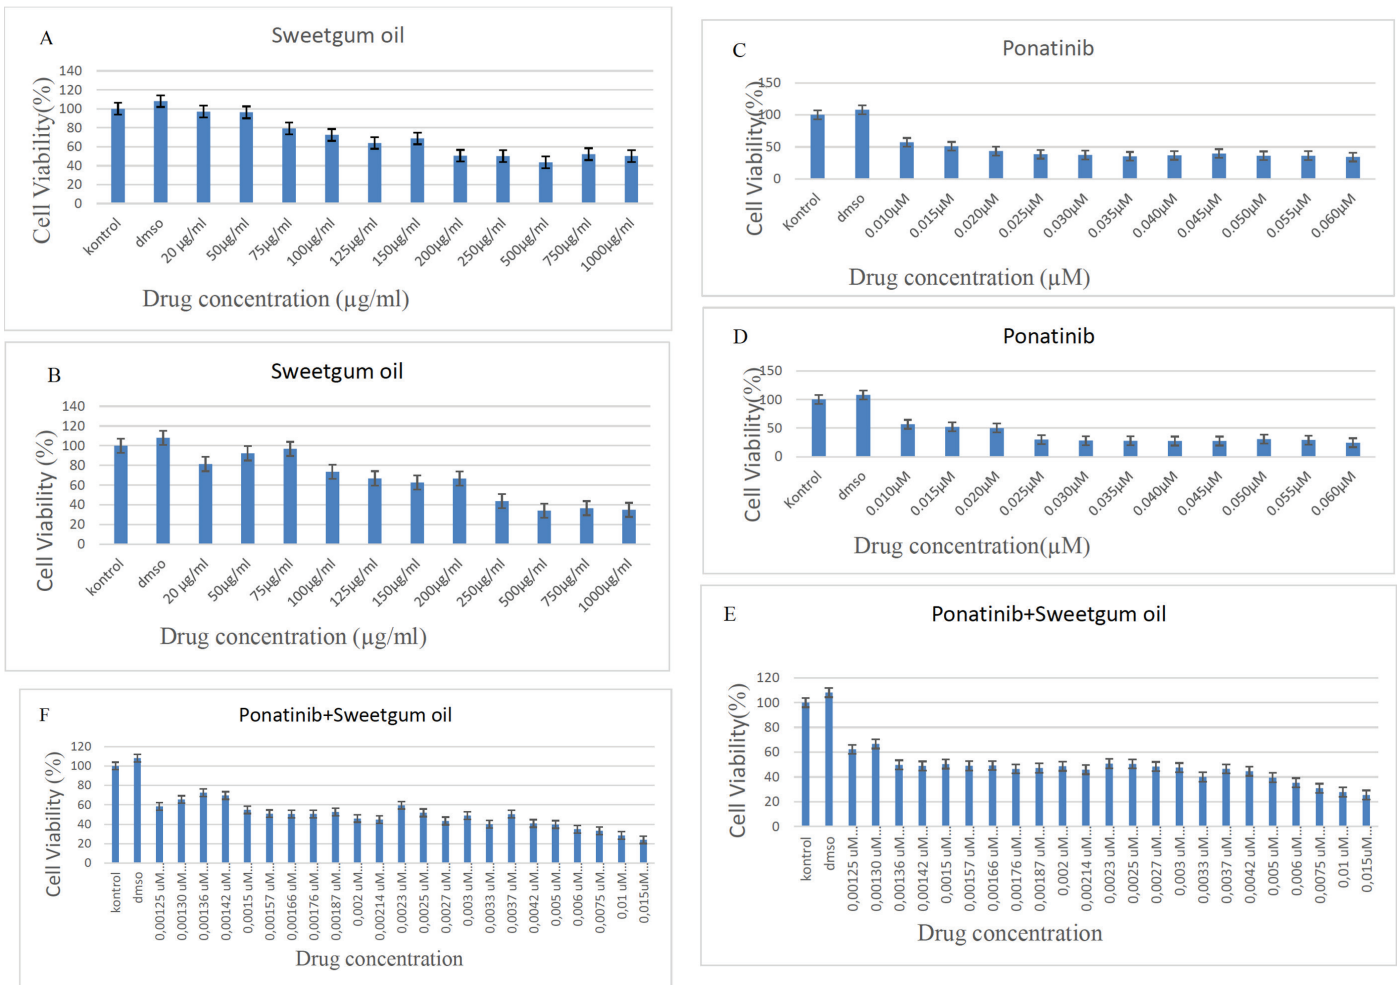 A
Sweetgum oil
Cell Viability(%)
140
120
100
80
60
40
20
0
kontrol
dmso
20 µg/ml
50µg/ml
75µg/ml
100µg/ml
125µg/ml
150µg/ml
200µg/ml
250µg/ml
500µg/ml
750µg/ml
1000µg/ml
Drug concentration (µg/ml)
B
Sweetgum oil
Cell Viability (%)
140
120
100
80
60
40
20
0
kontrol
dmso
20 µg/ml
50µg/ml
75µg/ml
100µg/ml
125µg/ml
150µg/ml
200µg/ml
250µg/ml
500µg/ml
750µg/ml
1000µg/ml
Drug concentration (µg/ml)
F
Ponatinib+Sweetgum oil
Cell Viability (%)
120
100
80
60
40
20
0
kontrol
dmso
0,00125 uM...
0,00130 uM...
0,00136 uM...
0,00142 uM...
0,0015 uM...
0,00157 uM...
0,00166 uM...
0,00176 uM...
0,00187 uM...
0,002 uM...
0,00214 uM...
0,0023 uM...
0,0025 uM...
0,0027 uM...
0,003 uM...
0,0033 uM...
0,0037 uM...
0,0042 uM...
0,005 uM...
0,006 uM...
0,0075 uM...
0,01 uM...
0,015uM...
Drug concentration
C
Ponatinib
Cell Viability(%)
150
100
50
0
Kontrol
dmso
0.010µM
0.015µM
0.020µM
0.025µM
0.030µM
0.035µM
0.040µM
0.045µM
0.050µM
0.055µM
0.060µM
Drug concentration (µM)
D
Ponatinib
Cell Viability(%)
150
100
50
0
Kontrol
dmso
0.010µM
0.015µM
0.020µM
0.025µM
0.030µM
0.035µM
0.040µM
0.045µM
0.050µM
0.055µM
0.060µM
Drug concentration(µM)
E
Ponatinib+Sweetgum oil
Cell Viability(%)
120
100
80
60
40
20
0
kontrol
dmso
0,00125 uM...
0,00130 uM...
0,00136 uM...
0,00142 uM...
0,0015 uM...
0,00157 uM...
0,00166 uM...
0,00176 uM...
0,00187 uM...
0,002 uM...
0,00214 uM...
0,0023 uM...
0,0025 uM...
0,0027 uM...
0,003 uM...
0,0033 uM...
0,0037 uM...
0,0042 uM...
0,005 uM...
0,006 uM...
0,0075 uM...
0,01 uM...
0,015uM...
Drug concentration